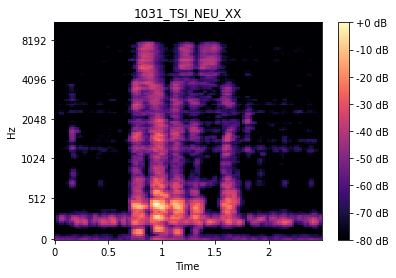 1031_TSI_NEU_XX
Hz
8192
4096
2048
1024
512
0
0
0.5
1
1.5
2
Time
+0 dB
-10 dB
-20 dB
-30 dB
-40 dB
-50 dB
-60 dB
-70 dB
-80 dB